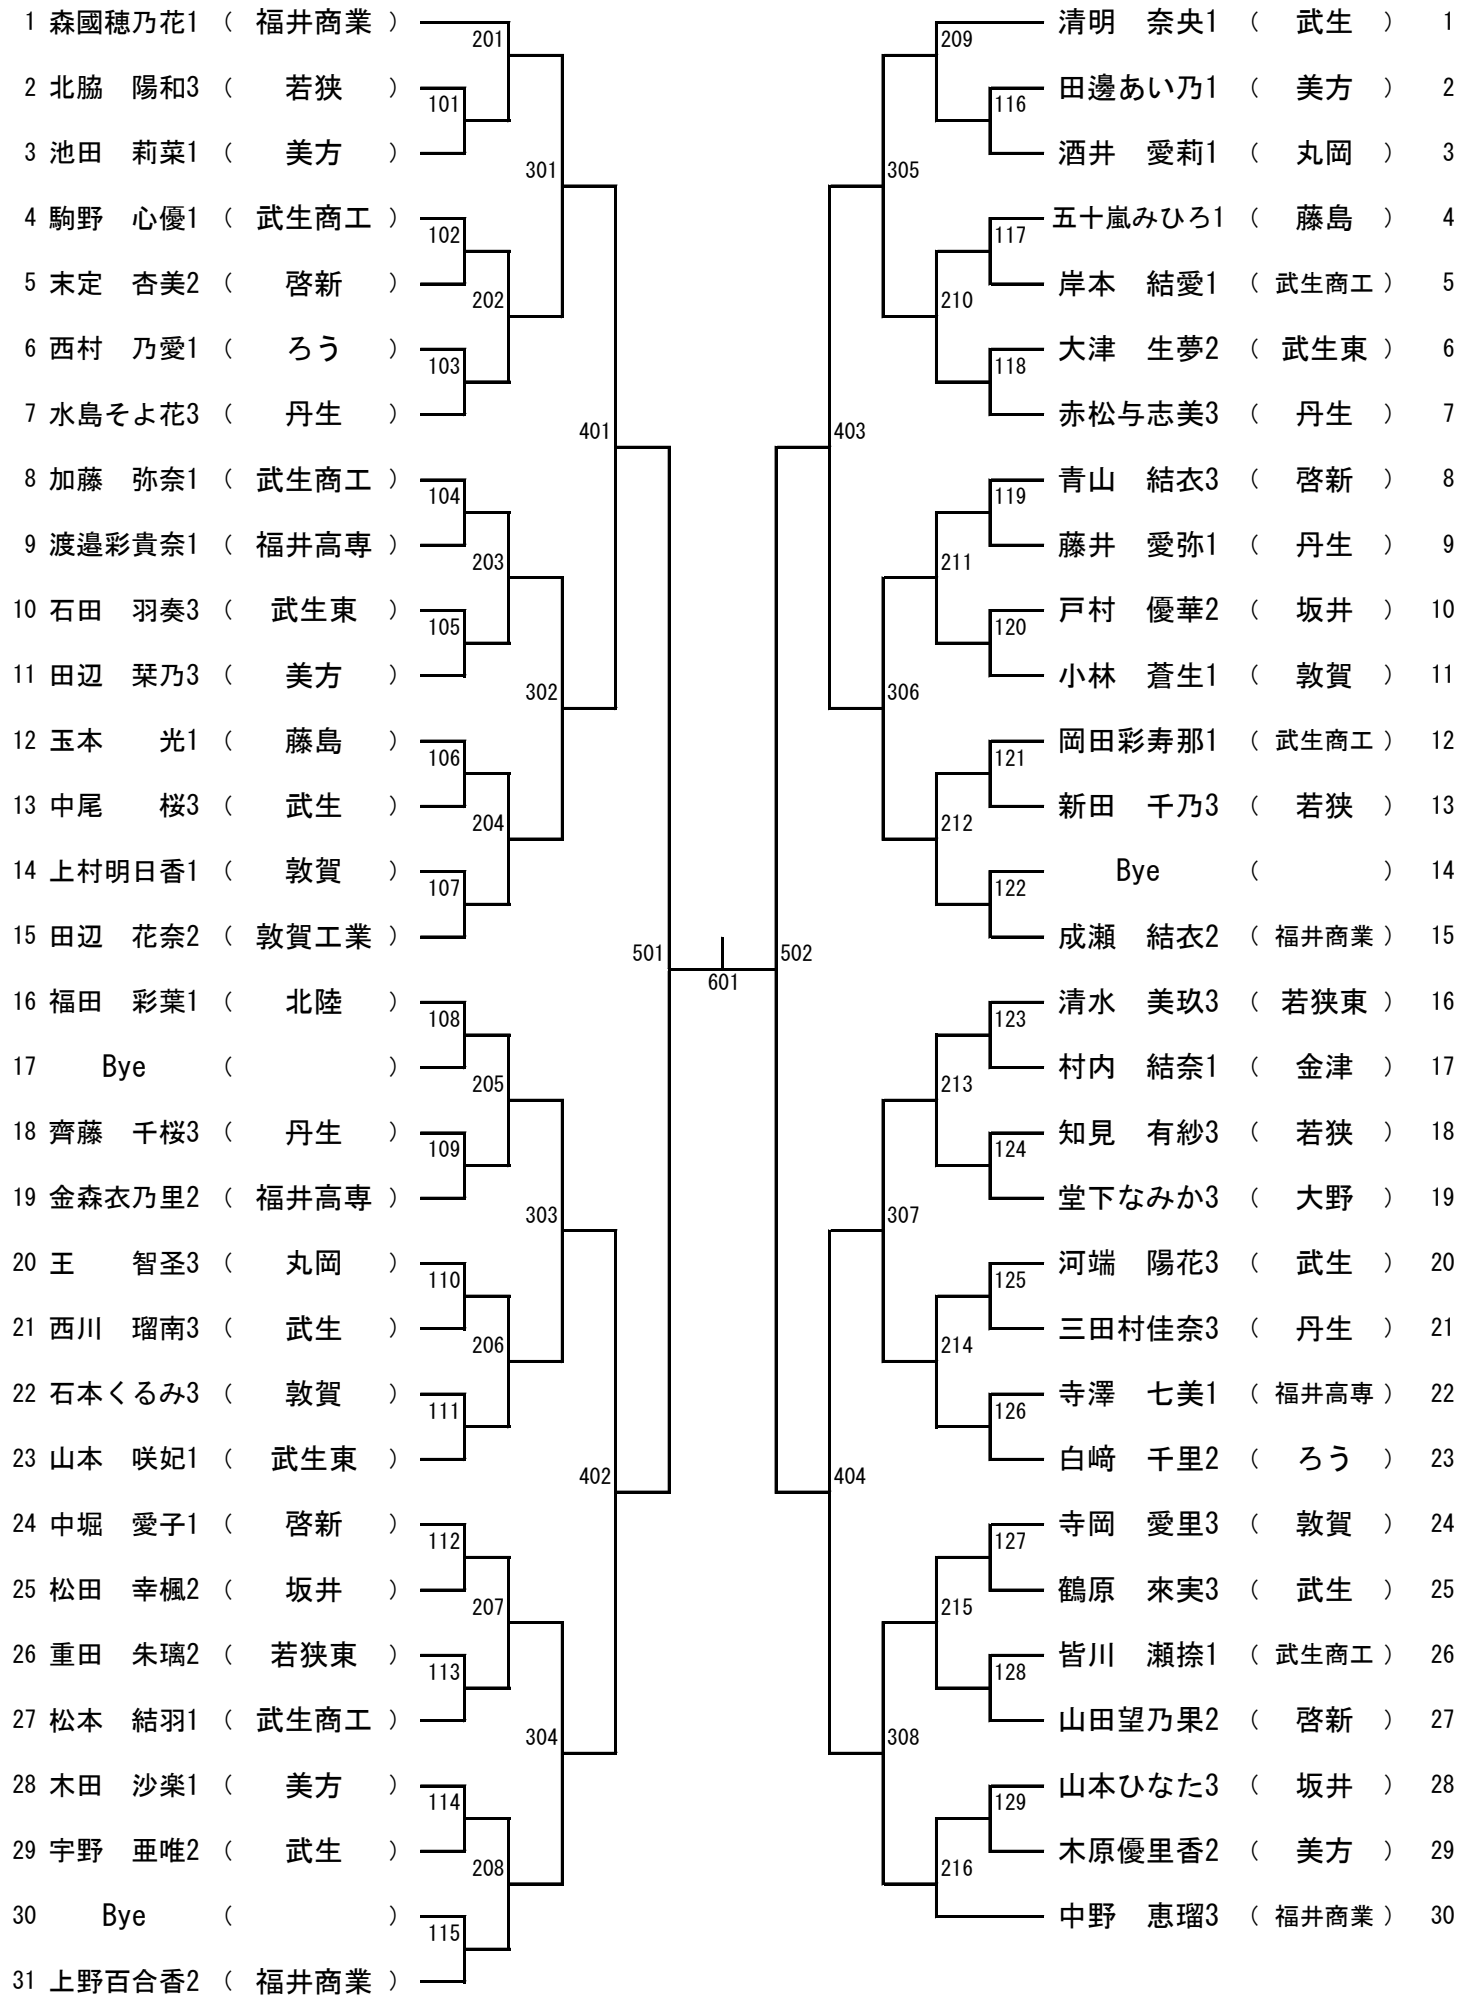 1 森國穂乃花1 （ 福井商業 ）
2 北脇　陽和3 （ 若狭 ）
3 池田　莉菜1 （ 美方 ）
4 駒野　心優1 （ 武生商工 ）
5 末定　杏美2 （ 啓新 ）
6 西村　乃愛1 （ ろう ）
7 水島そよ花3 （ 丹生 ）
8 加藤　弥奈1 （ 武生商工 ）
9 渡邉彩貴奈1 （ 福井高専 ）
10 石田　羽奏3 （ 武生東 ）
11 田辺　栞乃3 （ 美方 ）
12 玉本　　光1 （ 藤島 ）
13 中尾　　桜3 （ 武生 ）
14 上村明日香1 （ 敦賀 ）
15 田辺　花奈2 （ 敦賀工業 ）
16 福田　彩葉1 （ 北陸 ）
17 Bye （ ）
18 齊藤　千桜3 （ 丹生 ）
19 金森衣乃里2 （ 福井高専 ）
20 王　　智圣3 （ 丸岡 ）
21 西川　瑠南3 （ 武生 ）
22 石本くるみ3 （ 敦賀 ）
23 山本　咲妃1 （ 武生東 ）
24 中堀　愛子1 （ 啓新 ）
25 松田　幸楓2 （ 坂井 ）
26 重田　朱璃2 （ 若狭東 ）
27 松本　結羽1 （ 武生商工 ）
28 木田　沙楽1 （ 美方 ）
29 宇野　亜唯2 （ 武生 ）
30 Bye （ ）
31 上野百合香2 （ 福井商業 ）
101
102
103
104
105
106
107
108
109
110
111
112
113
114
115
201
202
203
204
205
206
207
208
301
302
303
304
401
402
501
601
502
403
404
305
306
307
308
209
210
211
212
213
214
215
216
116
117
118
119
120
121
122
123
124
125
126
127
128
129
清明　奈央1 （ 武生 ） 1
田邊あい乃1 （ 美方 ） 2
酒井　愛莉1 （ 丸岡 ） 3
五十嵐みひろ1 （ 藤島 ） 4
岸本　結愛1 （ 武生商工 ） 5
大津　生夢2 （ 武生東 ） 6
赤松与志美3 （ 丹生 ） 7
青山　結衣3 （ 啓新 ） 8
藤井　愛弥1 （ 丹生 ） 9
戸村　優華2 （ 坂井 ） 10
小林　蒼生1 （ 敦賀 ） 11
岡田彩寿那1 （ 武生商工 ） 12
新田　千乃3 （ 若狭 ） 13
Bye （ ） 14
成瀬　結衣2 （ 福井商業 ） 15
清水　美玖3 （ 若狭東 ） 16
村内　結奈1 （ 金津 ） 17
知見　有紗3 （ 若狭 ） 18
堂下なみか3 （ 大野 ） 19
河端　陽花3 （ 武生 ） 20
三田村佳奈3 （ 丹生 ） 21
寺澤　七美1 （ 福井高専 ） 22
白﨑　千里2 （ ろう ） 23
寺岡　愛里3 （ 敦賀 ） 24
鶴原　來実3 （ 武生 ） 25
皆川　瀬捺1 （ 武生商工 ） 26
山田望乃果2 （ 啓新 ） 27
山本ひなた3 （ 坂井 ） 28
木原優里香2 （ 美方 ） 29
中野　恵瑠3 （ 福井商業 ） 30